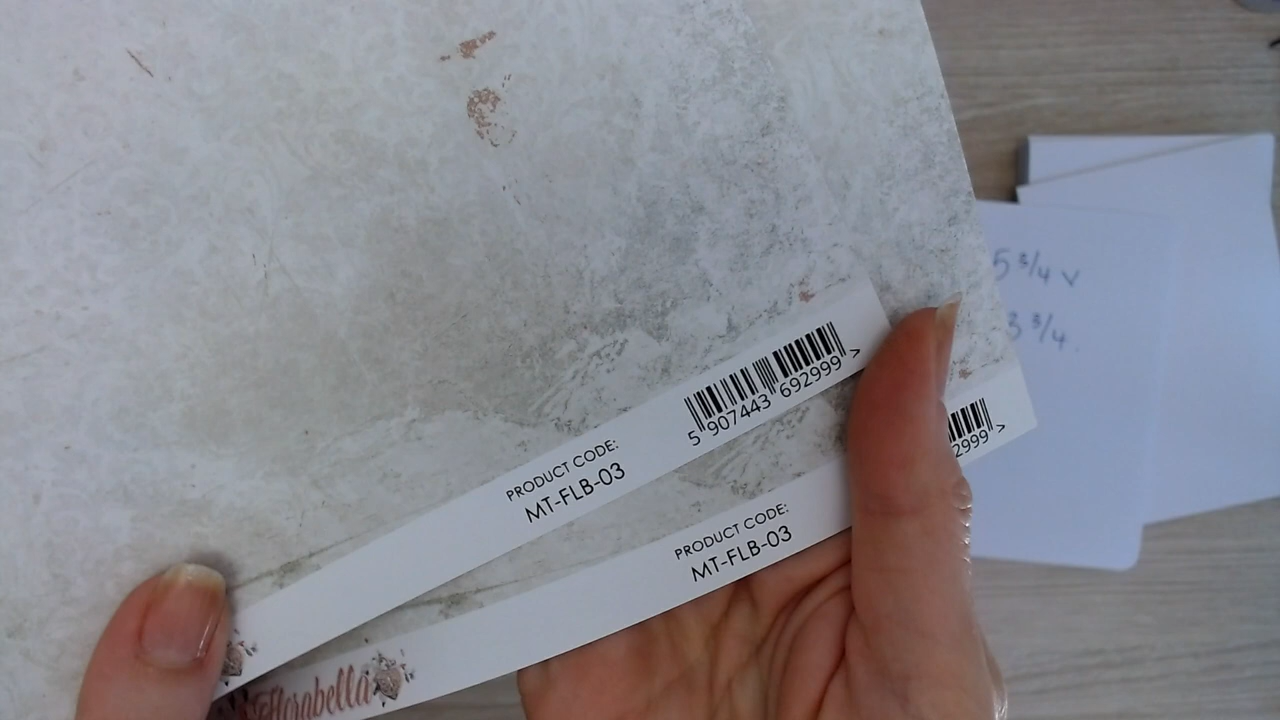 5 3/4 v
3 3/4.
5 907443 692999 >
PRODUCT CODE:
MT-FLB-03
2999 >
PRODUCT CODE:
MT-FLB-03
Florabella